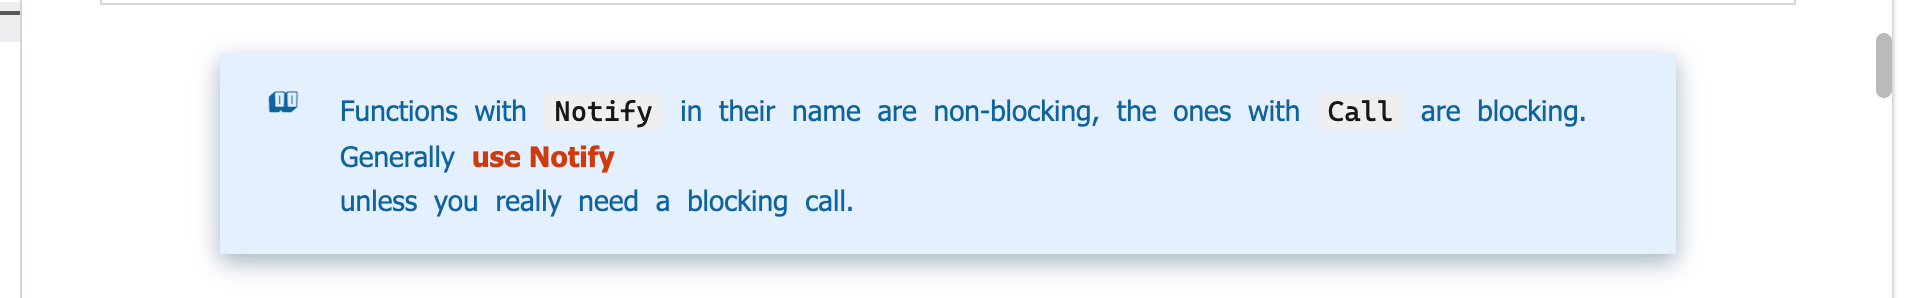 Functions with Notify in their name are non-blocking, the ones with Call are blocking.
Generally use Notify
unless you really need a blocking call.